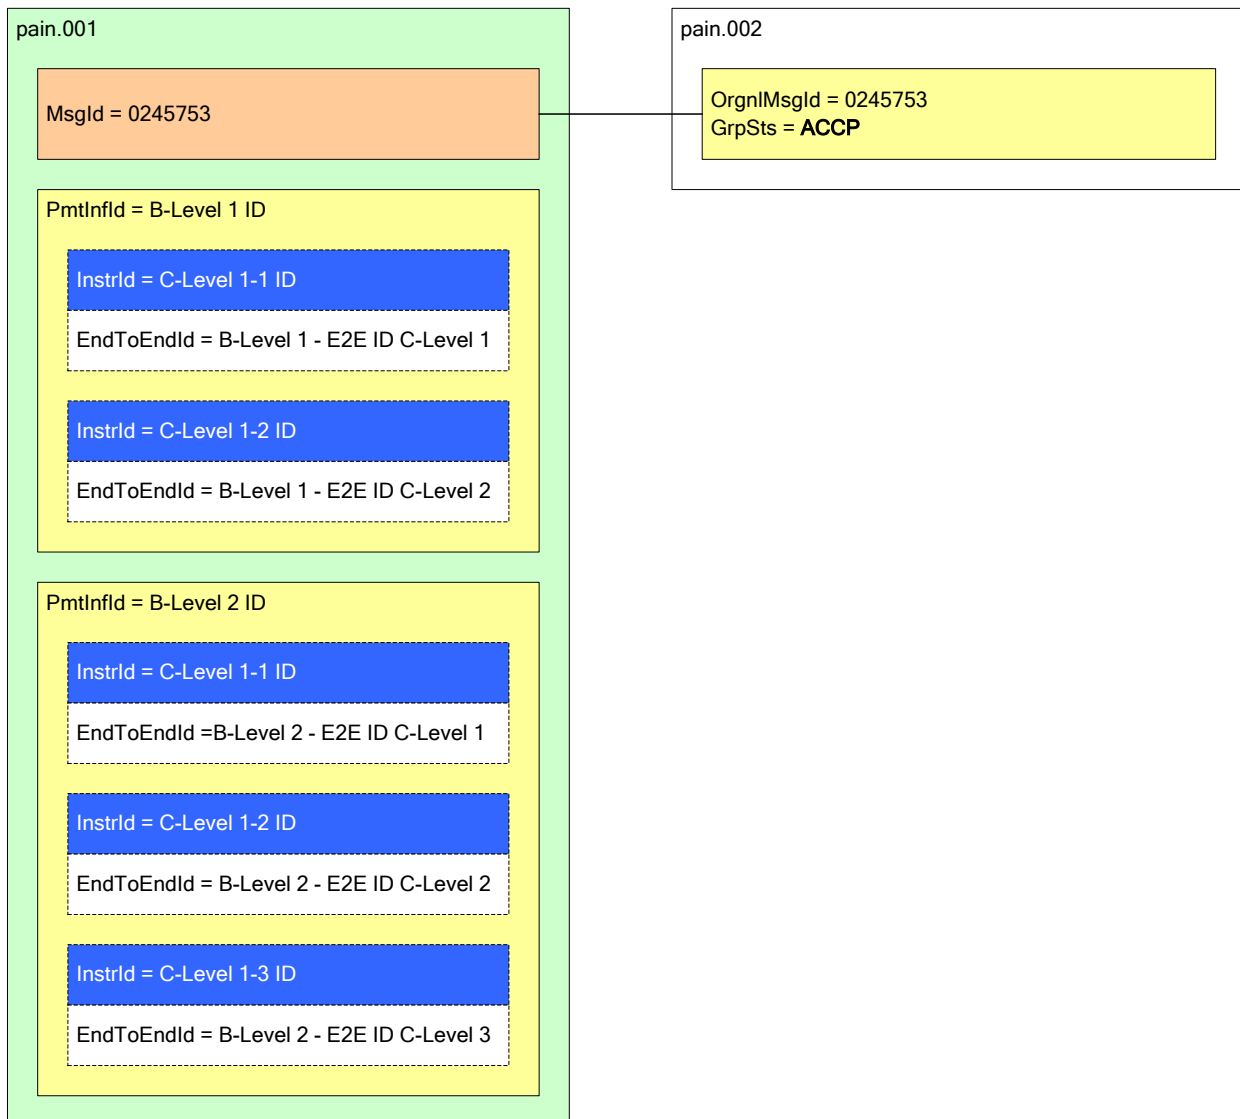 pain.001
MsgId = 0245753
PmtInfId = B-Level 1 ID
InstrId = C-Level 1-1 ID
EndToEndId = B-Level 1 - E2E ID C-Level 1
InstrId = C-Level 1-2 ID
EndToEndId = B-Level 1 - E2E ID C-Level 2
PmtInfId = B-Level 2 ID
InstrId = C-Level 1-1 ID
EndToEndId =B-Level 2 - E2E ID C-Level 1
InstrId = C-Level 1-2 ID
EndToEndId = B-Level 2 - E2E ID C-Level 2
InstrId = C-Level 1-3 ID
EndToEndId = B-Level 2 - E2E ID C-Level 3
pain.002
OrgnlMsgId = 0245753
GrpSts = ACCP